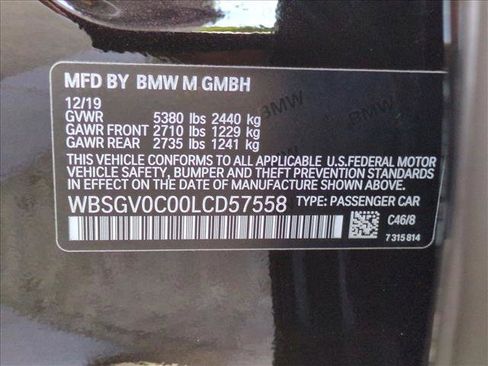 MFD BY BMW M GMBH
12/19
GVWR 5380 lbs 2440 kg
GAWR FRONT 2710 lbs 1229 kg
GAWR REAR 2735 lbs 1241 kg
THIS VEHICLE CONFORMS TO ALL APPLICABLE U.S.FEDERAL MOTOR
VEHICLE SAFETY, BUMPER AND THEFT PREVENTION STANDARDS IN
EFFECT ON THE DATE OF MANUFACTURE SHOWN ABOVE.
WBSGV0C00LCD57558 TYPE: PASSENGER CAR
C46/8
7 315 814
BMW
BMW